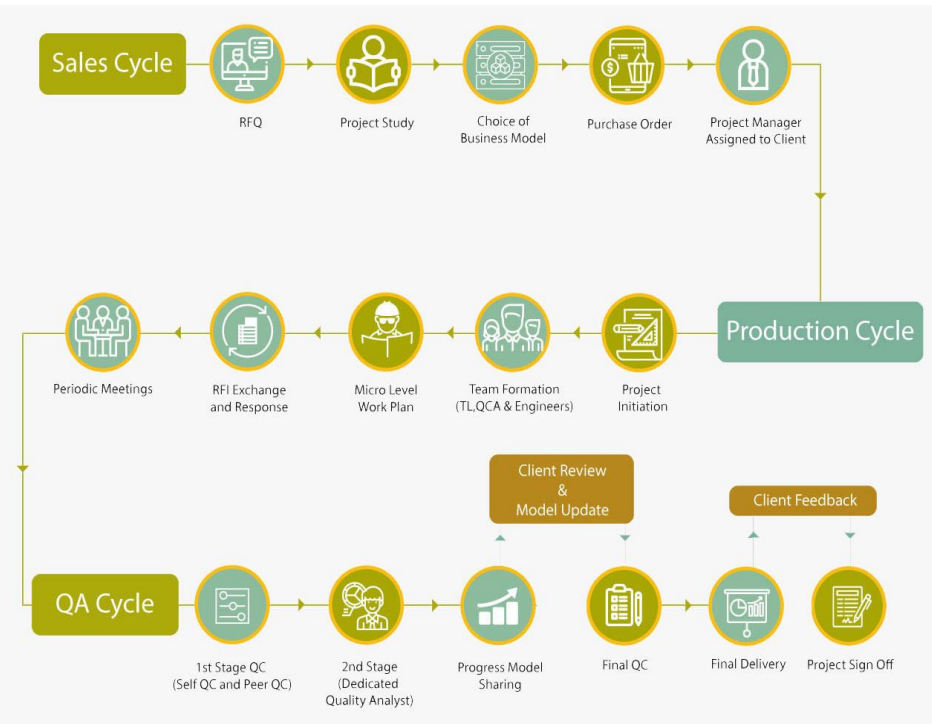 Sales Cycle
RFQ
Project Study
Choice of
Business Model
Purchase Order
Project Manager
Assigned to Client
Production Cycle
Project
Initiation
Team Formation
(TL,QCA & Engineers)
Micro Level
Work Plan
RFI Exchange
and Response
Periodic Meetings
QA Cycle
1st Stage QC
(Self QC and Peer QC)
2nd Stage
(Dedicated
Quality Analyst)
Progress Model
Sharing
Client Review
&
Model Update
Final QC
Final Delivery
Client Feedback
Project Sign Off